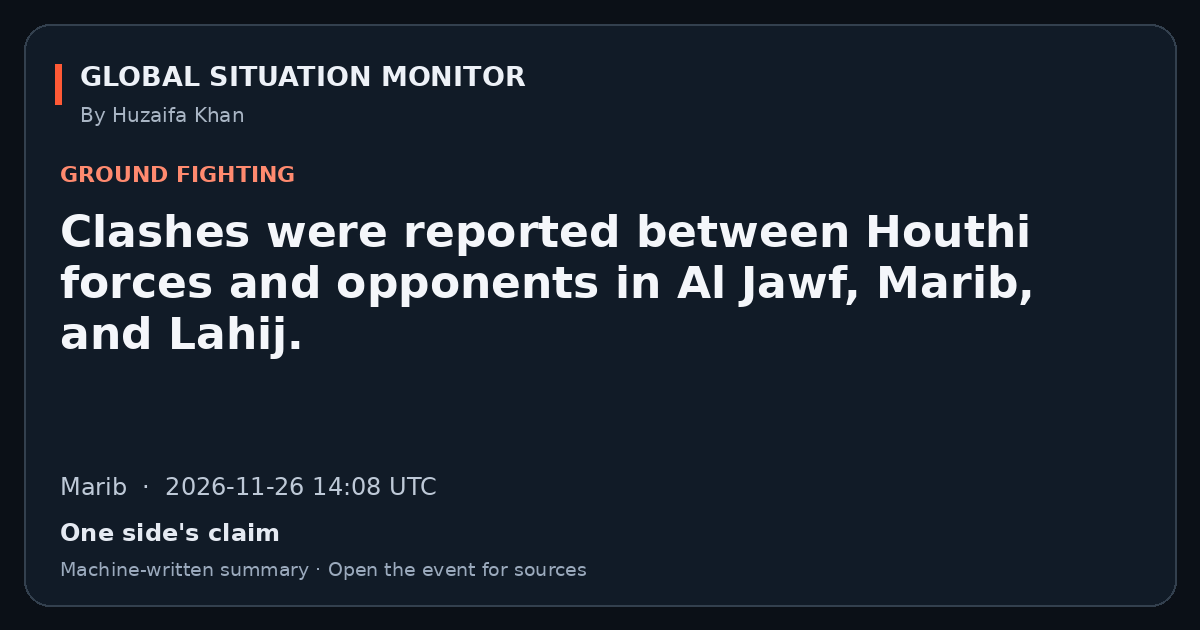 GLOBAL SITUATION MONITOR
By Huzaifa Khan
GROUND FIGHTING
Clashes were reported between Houthi
forces and opponents in Al Jawf, Marib,
and Lahij.
Marib · 2026-11-26 14:08 UTC
One side's claim
Machine-written summary · Open the event for sources